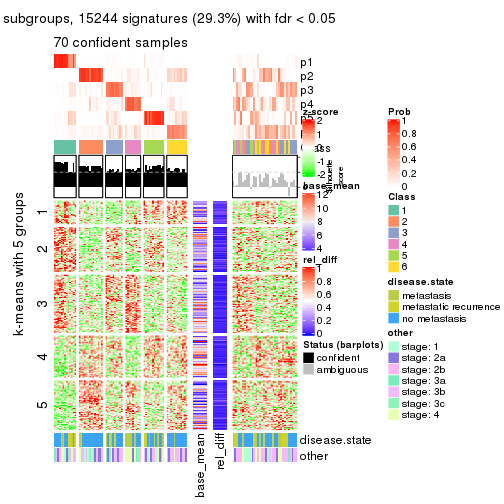 subgroups, 15244 signatures (29.3%) with fdr < 0.05
70 confident samples
p1
p2
p3
p4
p5
Class
silhouette
score
k-means with 5 groups
1
2
3
4
5
base_mean
rel_diff
disease.state
other
z-score
2
1
0
-1
-2
base_mean
12
10
8
6
4
rel_diff
1
0.8
0.6
0.4
0.2
0
Status (barplots)
confident
ambiguous
Prob
1
0.8
0.6
0.4
0.2
0
Class
1
2
3
4
5
6
disease.state
metastasis
metastatic recurrence
no metastasis
other
stage: 1
stage: 2a
stage: 2b
stage: 3a
stage: 3b
stage: 3c
stage: 4